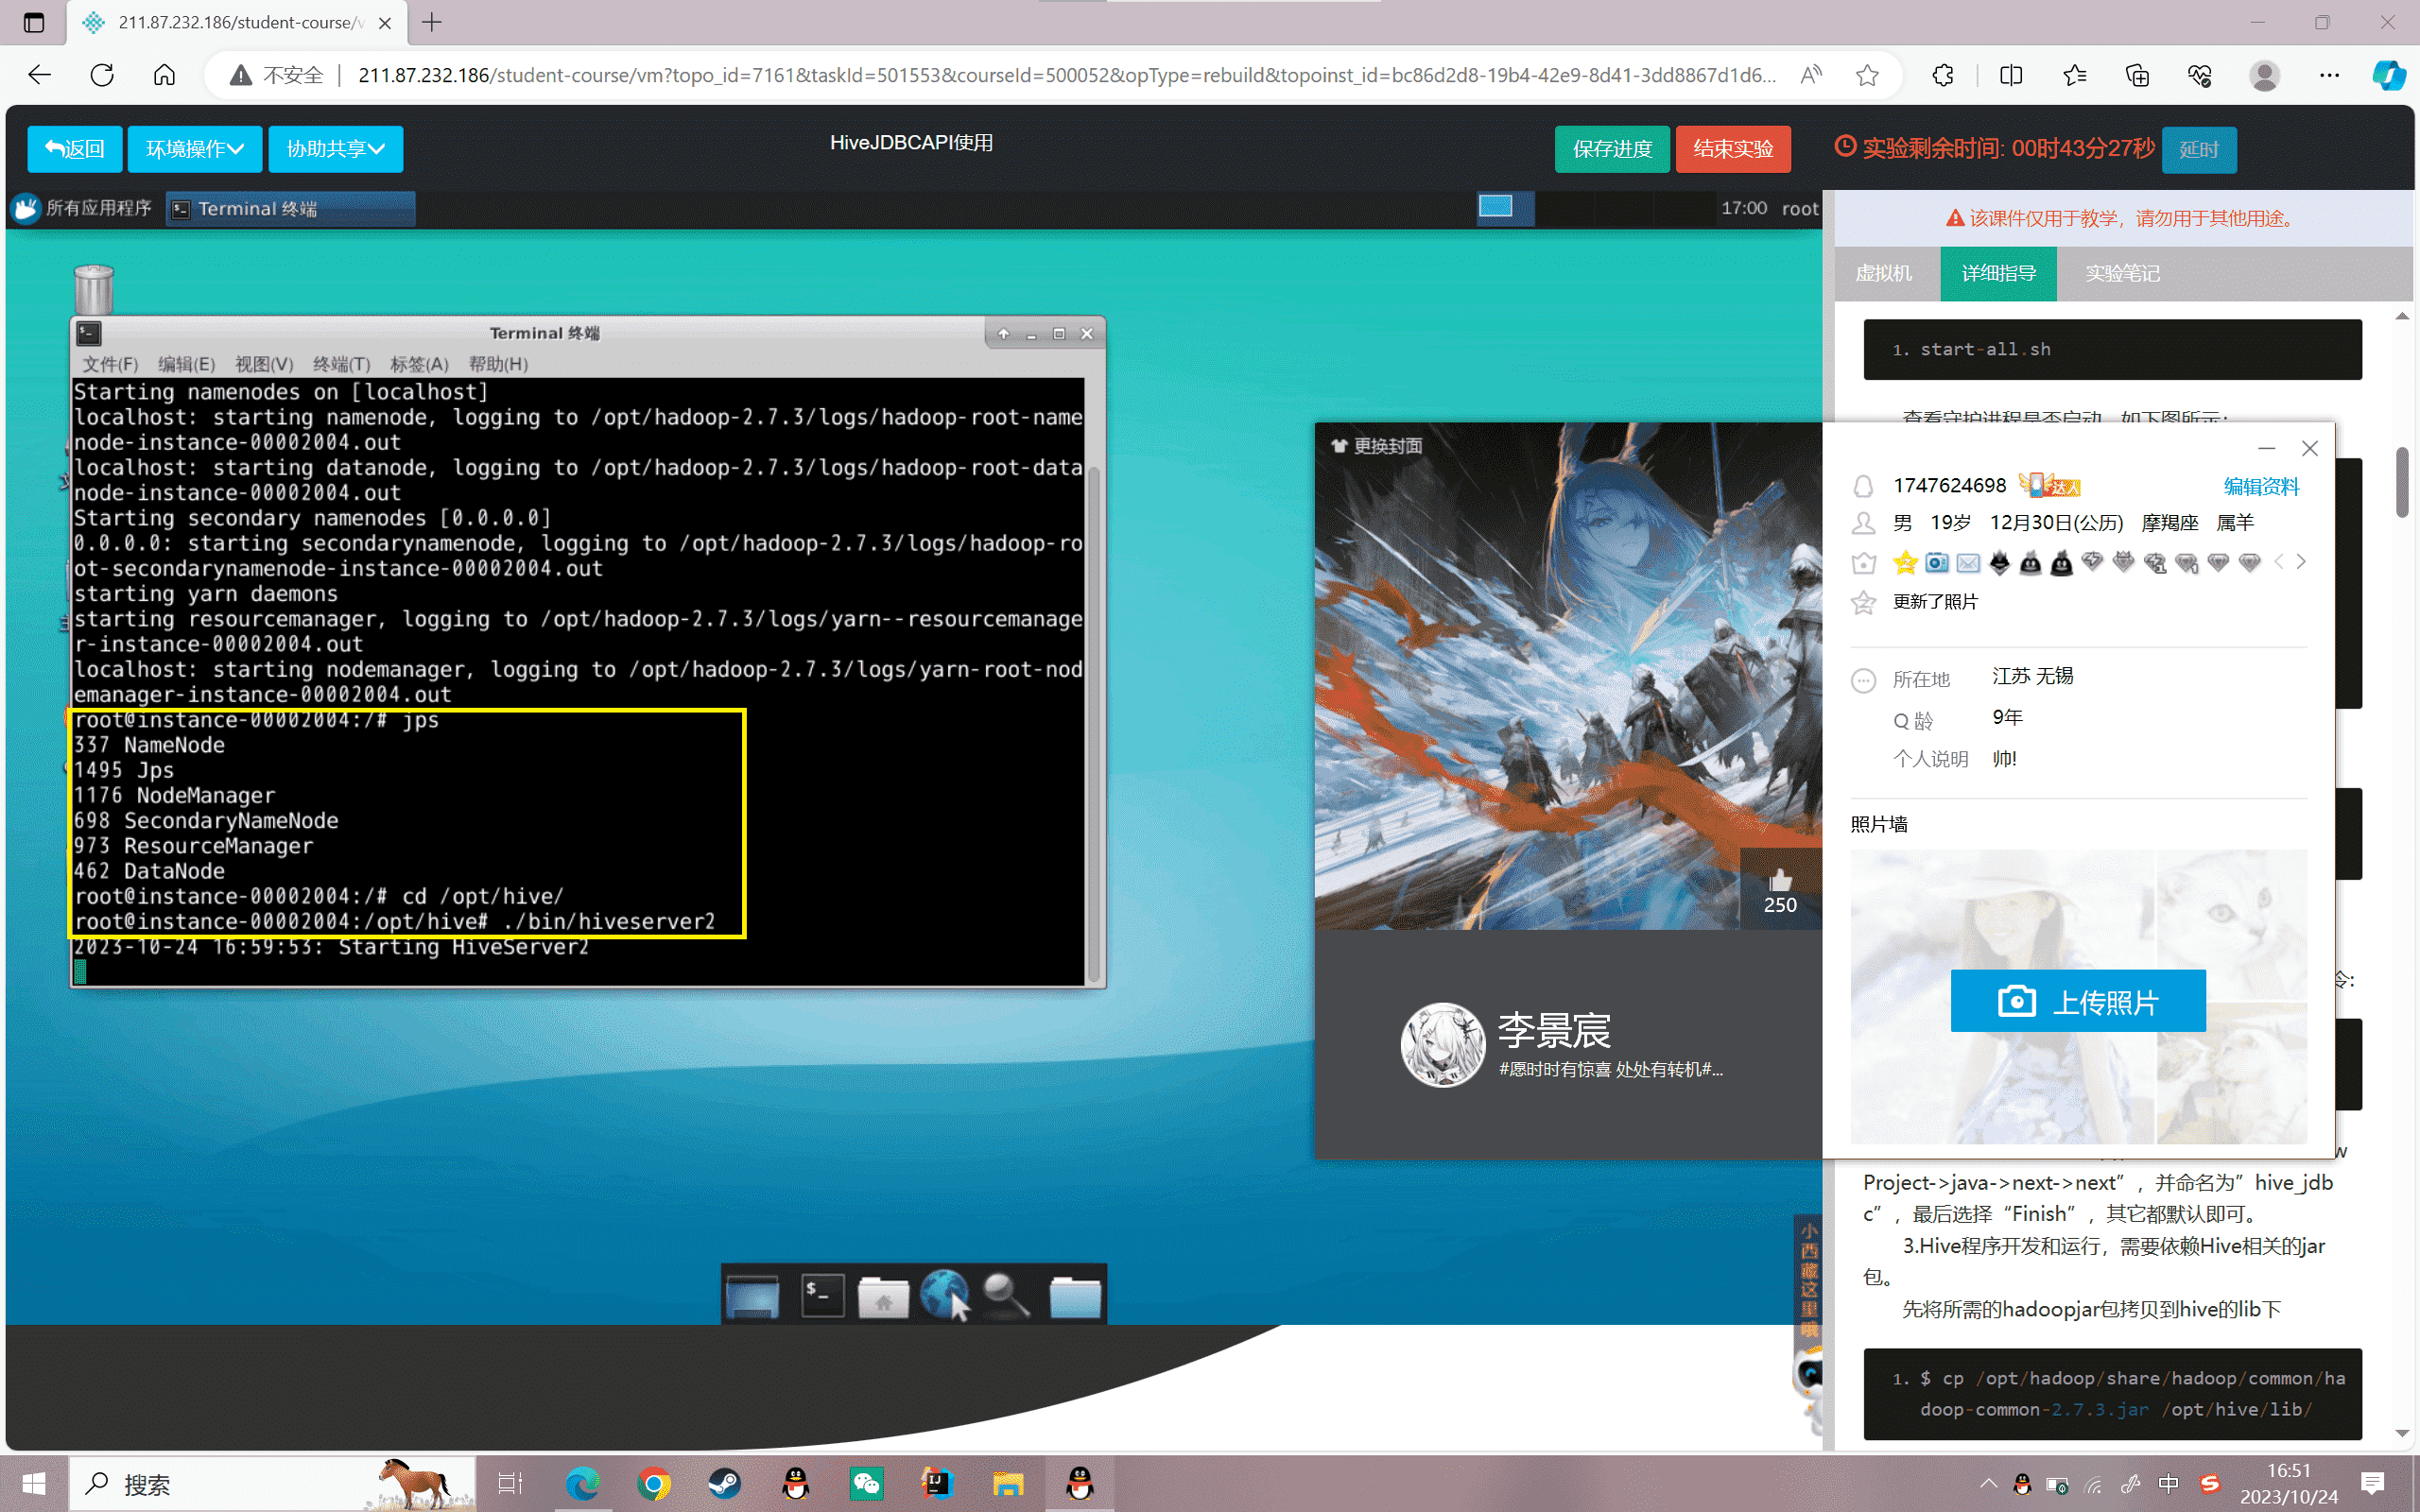 211.87.232.186/student-course/v
不安全 211.87.232.186/student-course/vm?topo_id=7161&taskId=501553&courseId=500052&opType=rebuild&topoinst_id=bc86d2d8-19b4-42e9-8d41-3dd8867d1d6...
返回 环境操作 协助共享 HiveJDBCAPI使用 保存进度 结束实验 实验剩余时间: 00时43分27秒 延时
所有应用程序 Terminal 终端 17:00 root
该课件仅用于教学，请勿用于其他用途。
虚拟机 详细指导 实验笔记
1. start-all.sh
查看守护进程是否启动，如下图所示：
Terminal 终端
文件(F) 编辑(E) 视图(V) 终端(T) 标签(A) 帮助(H)
Starting namenodes on [localhost]
localhost: starting namenode, logging to /opt/hadoop-2.7.3/logs/hadoop-root-name
node-instance-00002004.out
localhost: starting datanode, logging to /opt/hadoop-2.7.3/logs/hadoop-root-data
node-instance-00002004.out
Starting secondary namenodes [0.0.0.0]
0.0.0.0: starting secondarynamenode, logging to /opt/hadoop-2.7.3/logs/hadoop-ro
ot-secondarynamenode-instance-00002004.out
starting yarn daemons
starting resourcemanager, logging to /opt/hadoop-2.7.3/logs/yarn--resourcemanage
r-instance-00002004.out
localhost: starting nodemanager, logging to /opt/hadoop-2.7.3/logs/yarn-root-nod
emanager-instance-00002004.out
root@instance-00002004:/# jps
337 NameNode
1495 Jps
1176 NodeManager
698 SecondaryNameNode
973 ResourceManager
462 DataNode
root@instance-00002004:/# cd /opt/hive/
root@instance-00002004:/opt/hive# ./bin/hiveserver2
2023-10-24 16:59:53: Starting HiveServer2
更换封面
250
李景宸
#愿时时有惊喜 处处有转机#...
1747624698 达人 编辑资料
男 19岁 12月30日(公历) 摩羯座 属羊
更新了照片
所在地 江苏 无锡
Q 龄 9年
个人说明 帅!
照片墙
上传照片
令:
w
Project->java->next->next”，并命名为”hive_jdb
c”，最后选择“Finish”，其它都默认即可。
3.Hive程序开发和运行，需要依赖Hive相关的jar
包。
先将所需的hadoopjar包拷贝到hive的lib下
1. $ cp /opt/hadoop/share/hadoop/common/ha
doop-common-2.7.3.jar /opt/hive/lib/
小西藏这里哦
搜索
中
16:51
2023/10/24